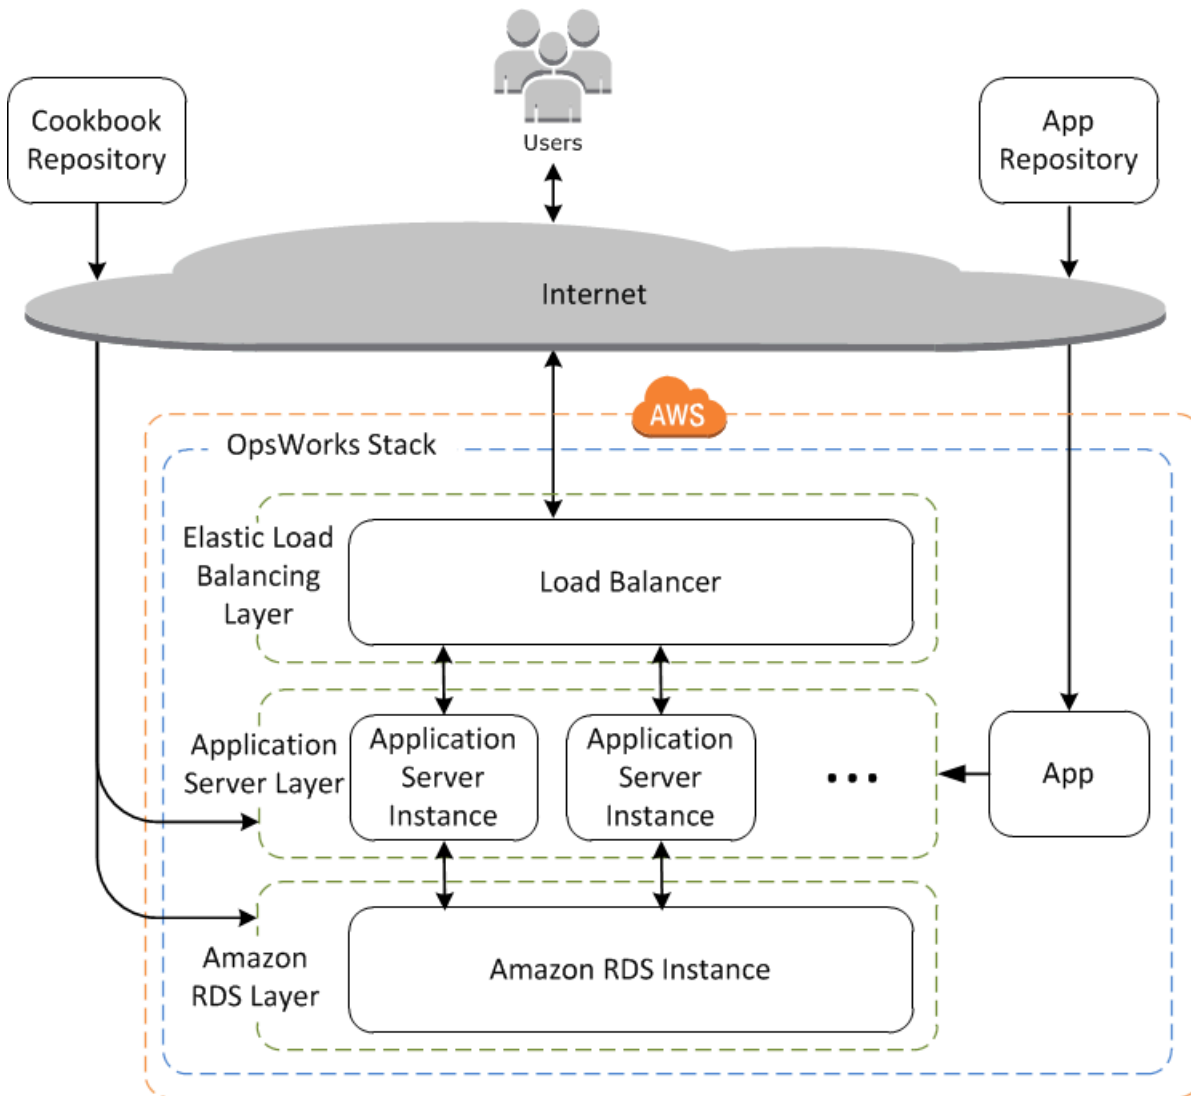 Users
Cookbook
Repository
App
Repository
Internet
AWS
OpsWorks Stack
Elastic Load
Balancing
Layer
Load Balancer
Application
Server Layer
Application
Server
Instance
Application
Server
Instance
...
App
Amazon
RDS Layer
Amazon RDS Instance